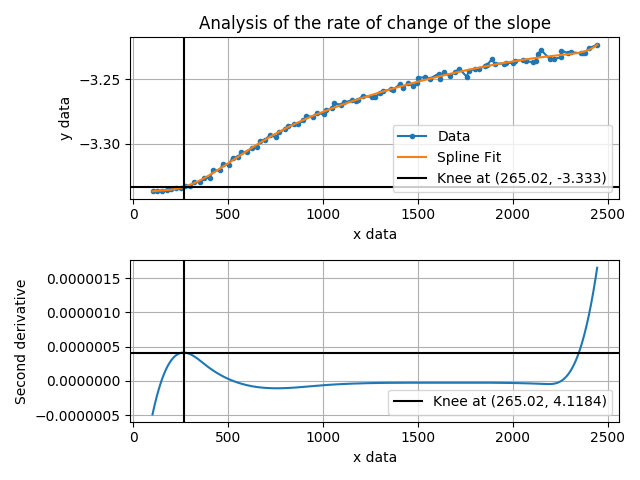 Analysis of the rate of change of the slope
y data
−3.25
−3.30
Data
Spline Fit
Knee at (265.02, -3.333)
0 500 1000 1500 2000 2500
x data
Second derivative
0.0000015
0.0000010
0.0000005
0.0000000
−0.0000005
Knee at (265.02, 4.1184)
0 500 1000 1500 2000 2500
x data